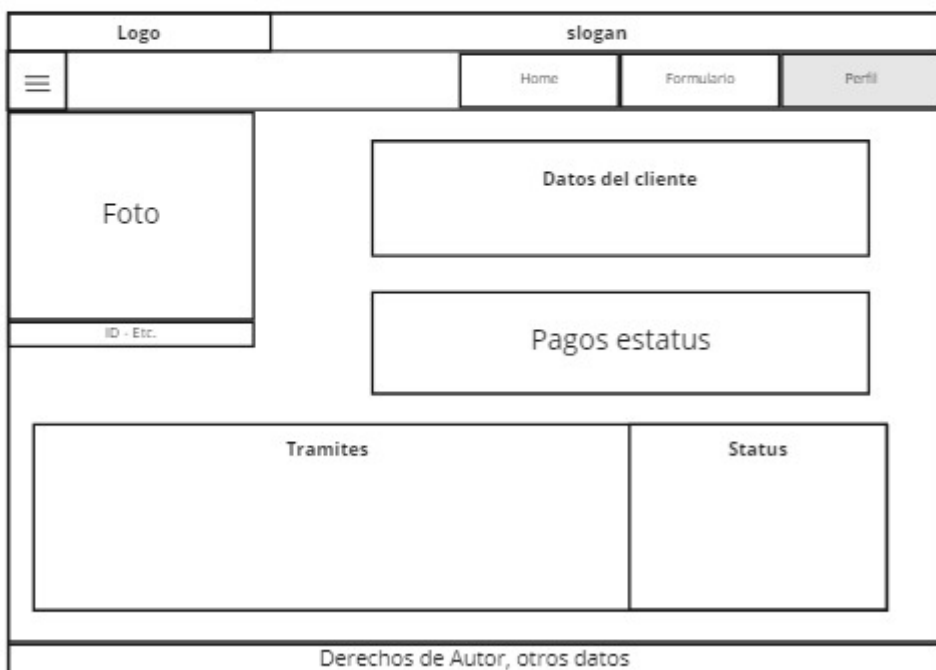 Logo
slogan
Home
Formulario
Perfil
Foto
ID - Etc.
Datos del cliente
Pagos estatus
Tramites
Status
Derechos de Autor, otros datos